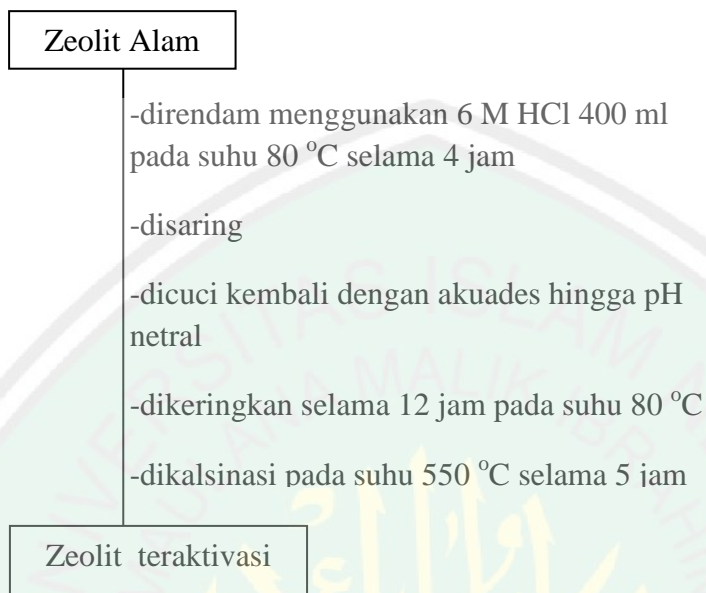 Zeolit Alam
-direndam menggunakan 6 M HCl 400 ml
pada suhu 80 °C selama 4 jam
-disaring
-dicuci kembali dengan akuades hingga pH
netral
-dikeringkan selama 12 jam pada suhu 80 °C
-dikalsinasi pada suhu 550 °C selama 5 jam
Zeolit teraktivasi